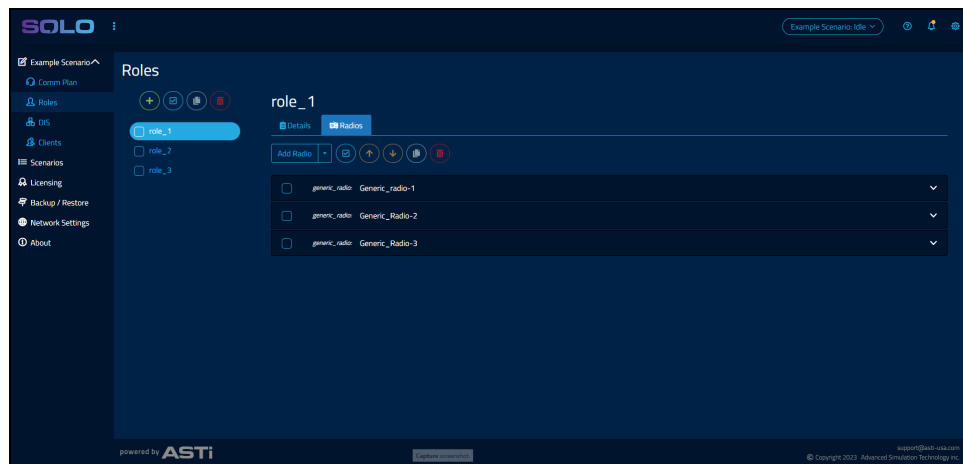 SOLO
Example Scenario: Idle
Example Scenario
Comm Plan
Roles
DIS
Clients
Scenarios
Licensing
Backup / Restore
Network Settings
About
Roles
role_1
role_2
role_3
role_1
Details
Radios
Add Radio
generic_radio: Generic_radio-1
generic_radio: Generic_Radio-2
generic_radio: Generic_Radio-3
powered by ASTi
Capture screenshot.
support@asti-usa.com
© Copyright 2023 Advanced Simulation Technology inc.